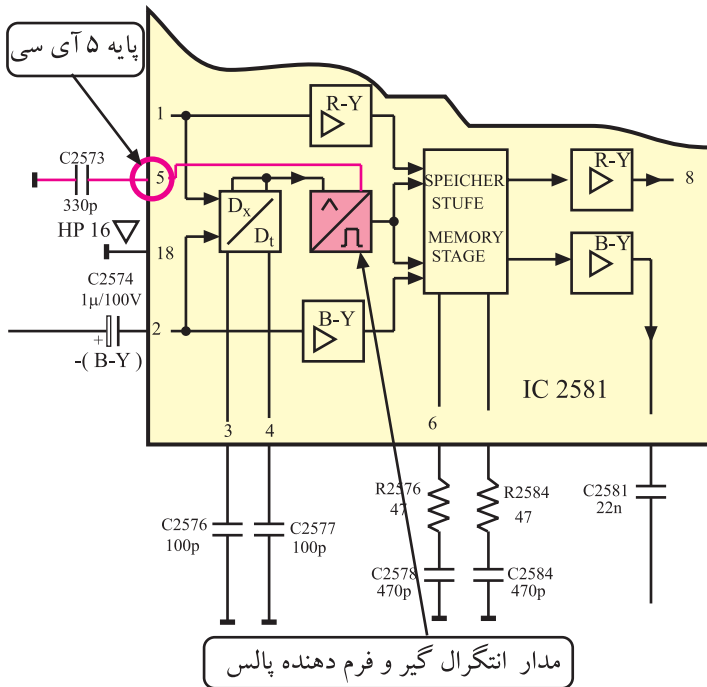 پایه ۵ آی سی
1
R-Y
R-Y
C2573
5
8
330p
SPEICHER
STUFE
MEMORY
STAGE
Dx
Dt
HP 16
18
B-Y
C2574
1µ/100V
+
2
-( B-Y )
B-Y
IC 2581
3
4
6
R2576
47
R2584
47
C2581
22n
C2576
100p
C2577
100p
C2578
470p
C2584
470p
مدار انتگرال گیر و فرم دهنده پالس